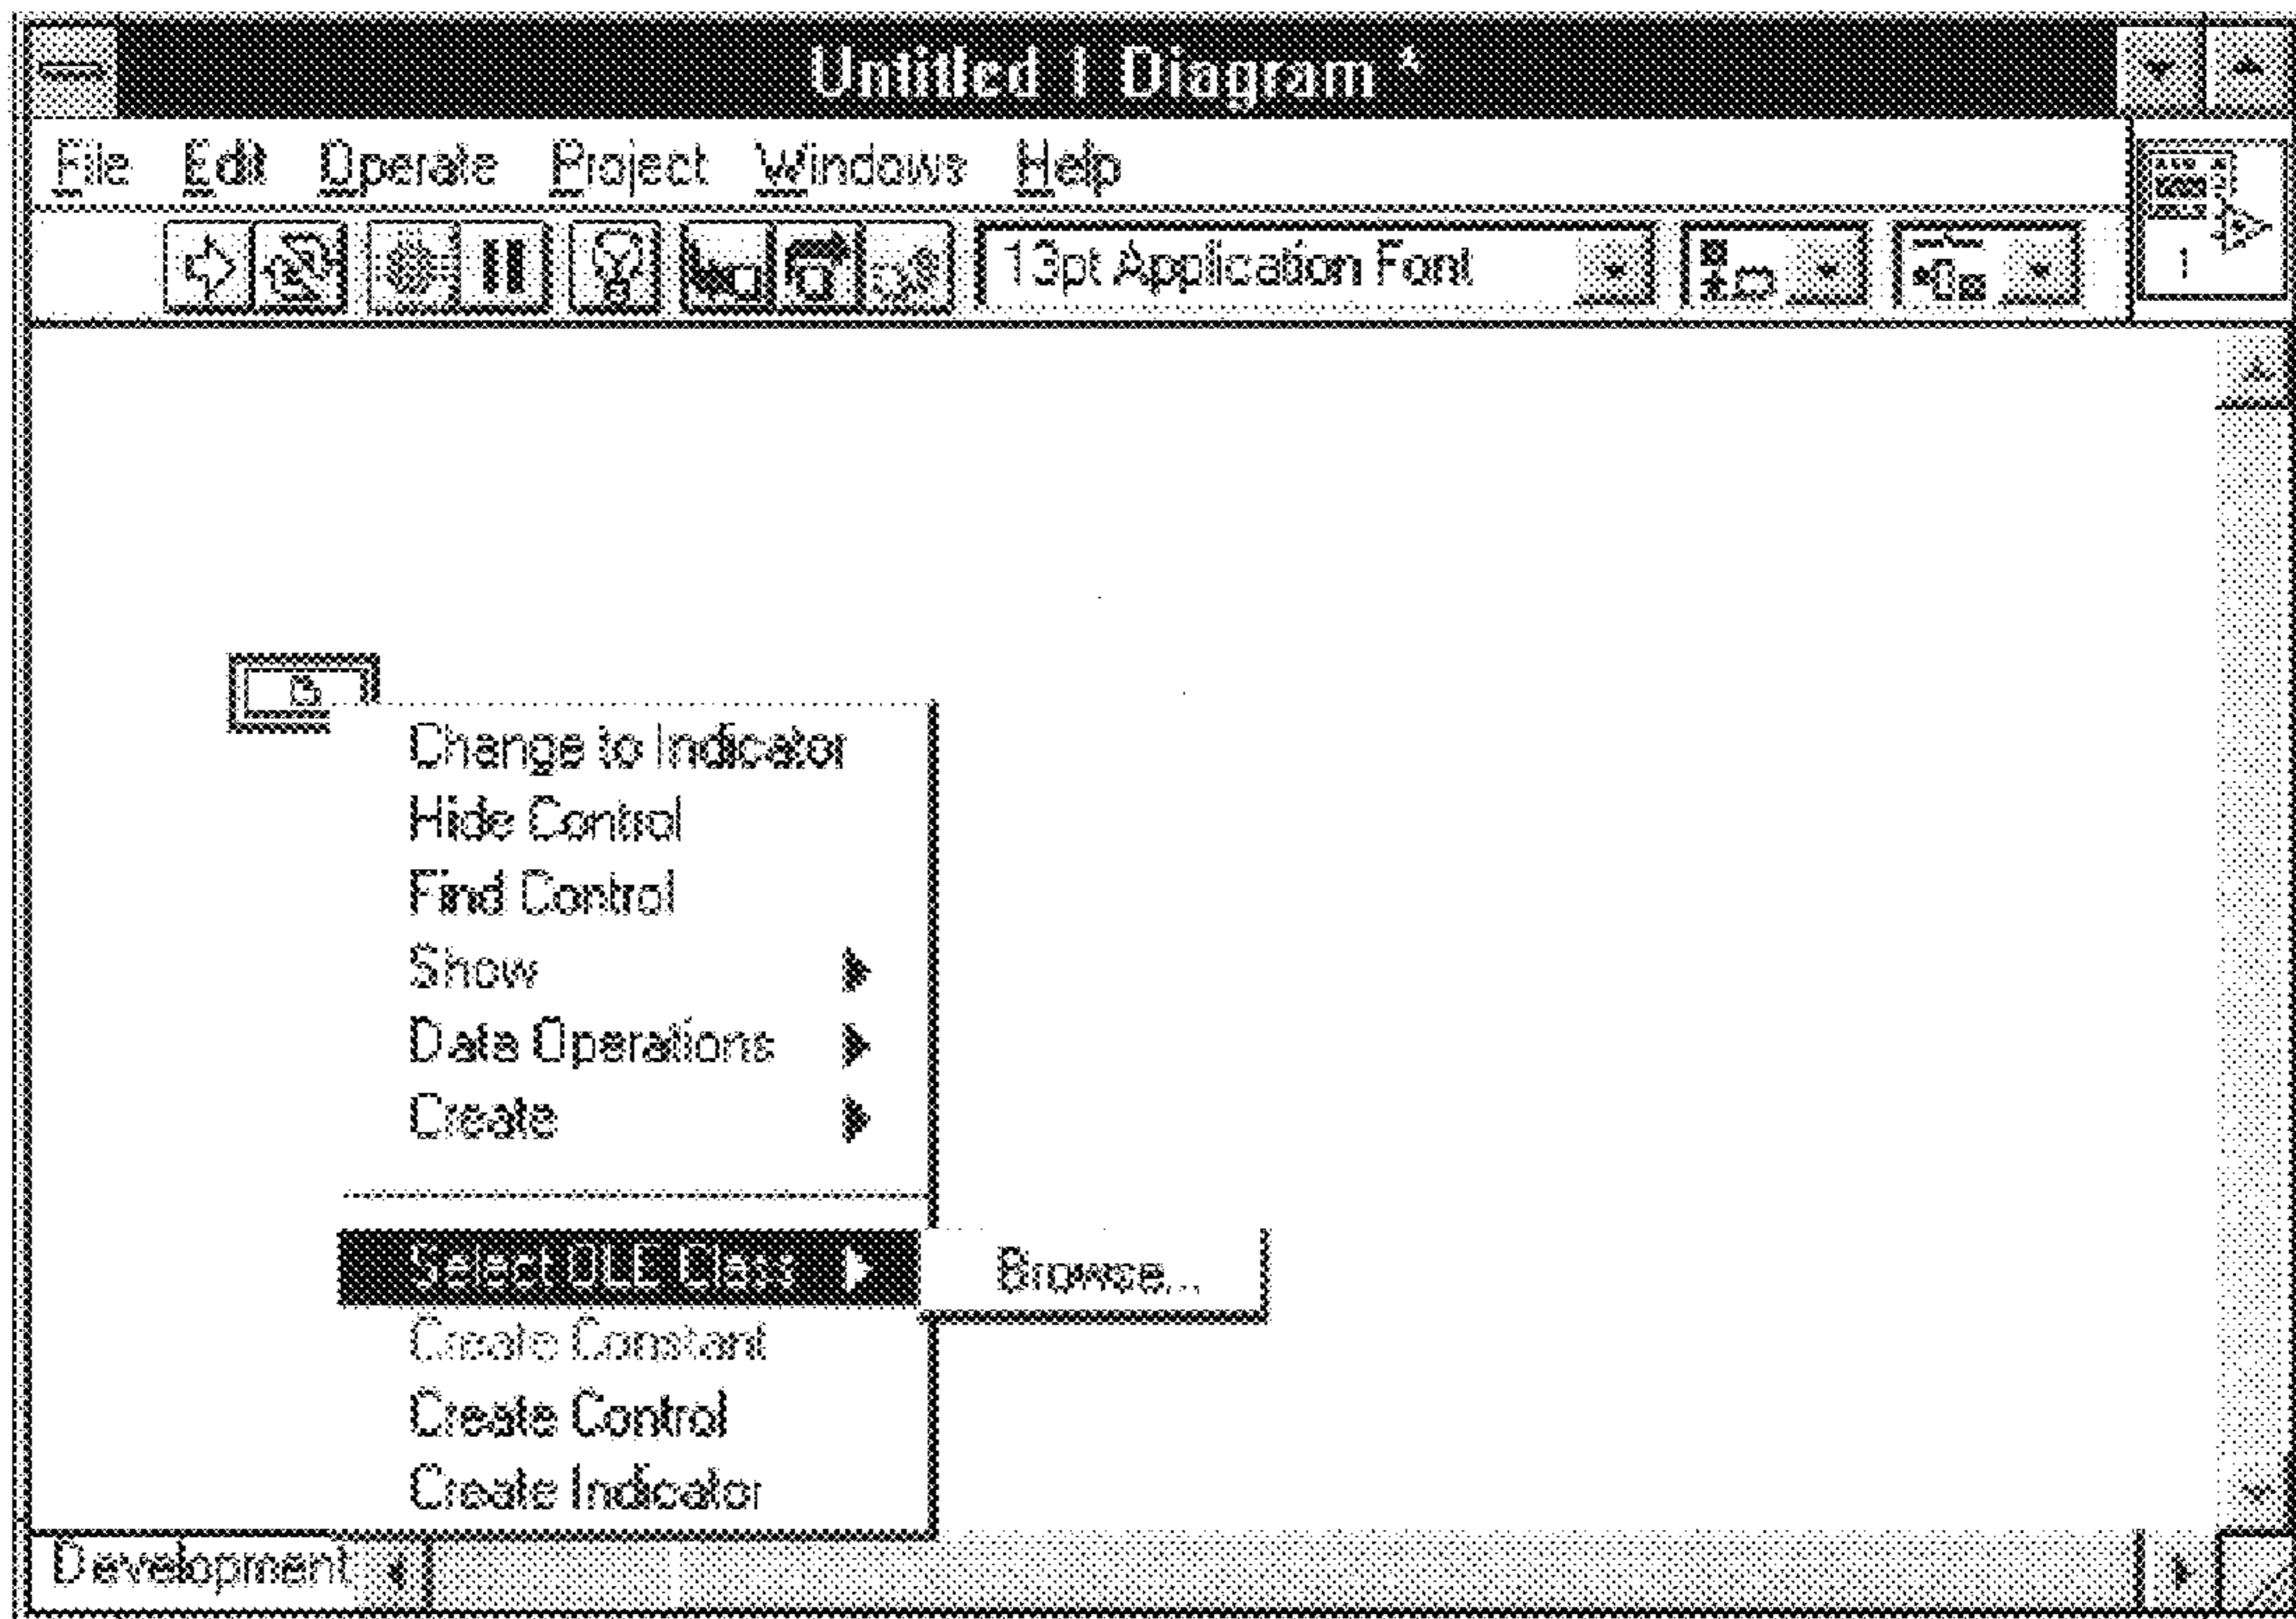 Untitled 1 Diagram *
File Edit Operate Project Windows Help
13pt Application Font
1
Change to Indicator
Hide Control
Find Control
Show
Data Operations
Create
Select OLE Class
Browse...
Create Constant
Create Control
Create Indicator
Development